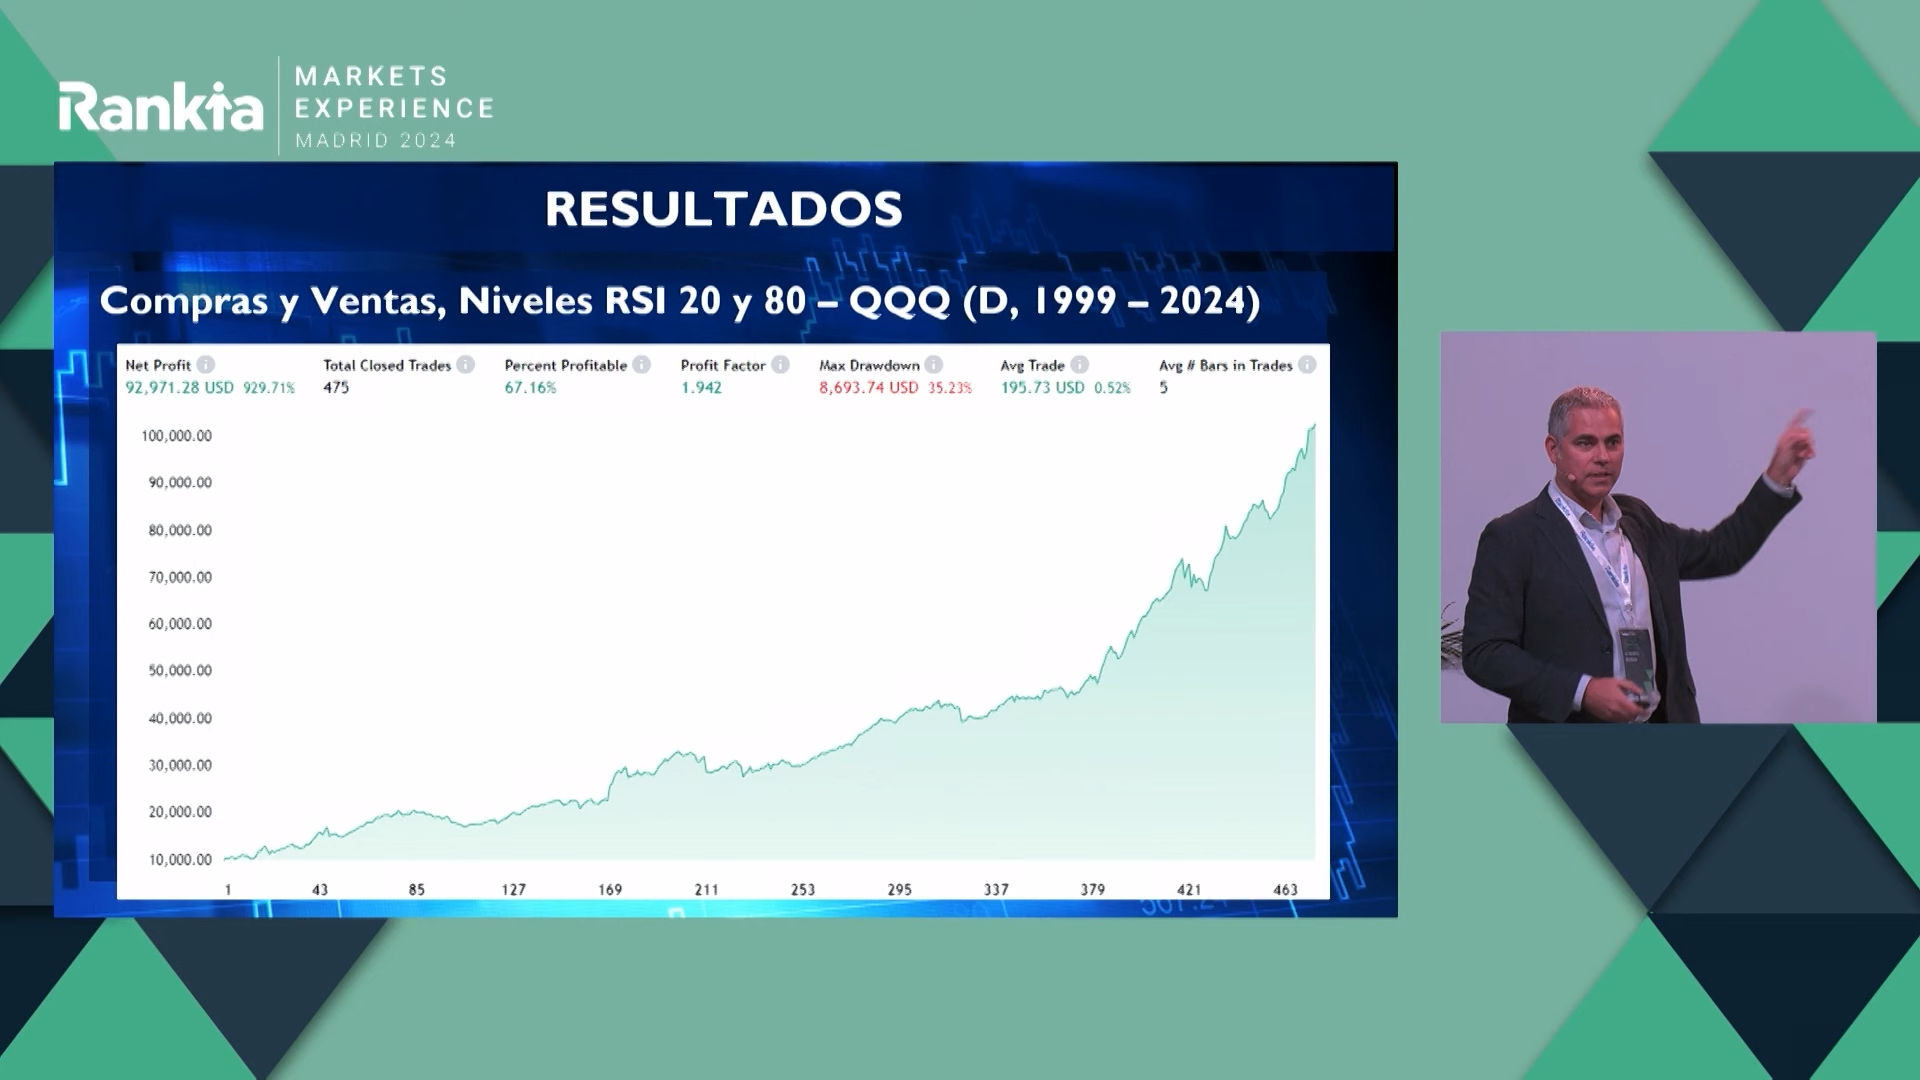 Rankia
MARKETS
EXPERIENCE
MADRID 2024
RESULTADOS
Compras y Ventas, Niveles RSI 20 y 80 – QQQ (D, 1999 – 2024)
Net Profit Total Closed Trades Percent Profitable Profit Factor Max Drawdown Avg Trade Avg # Bars in Trades
92,971.28 USD 929.71% 475 67.16% 1.942 8,693.74 USD 35.23% 195.73 USD 0.52% 5
100,000.00
90,000.00
80,000.00
70,000.00
60,000.00
50,000.00
40,000.00
30,000.00
20,000.00
10,000.00
1 43 85 127 169 211 253 295 337 379 421 463